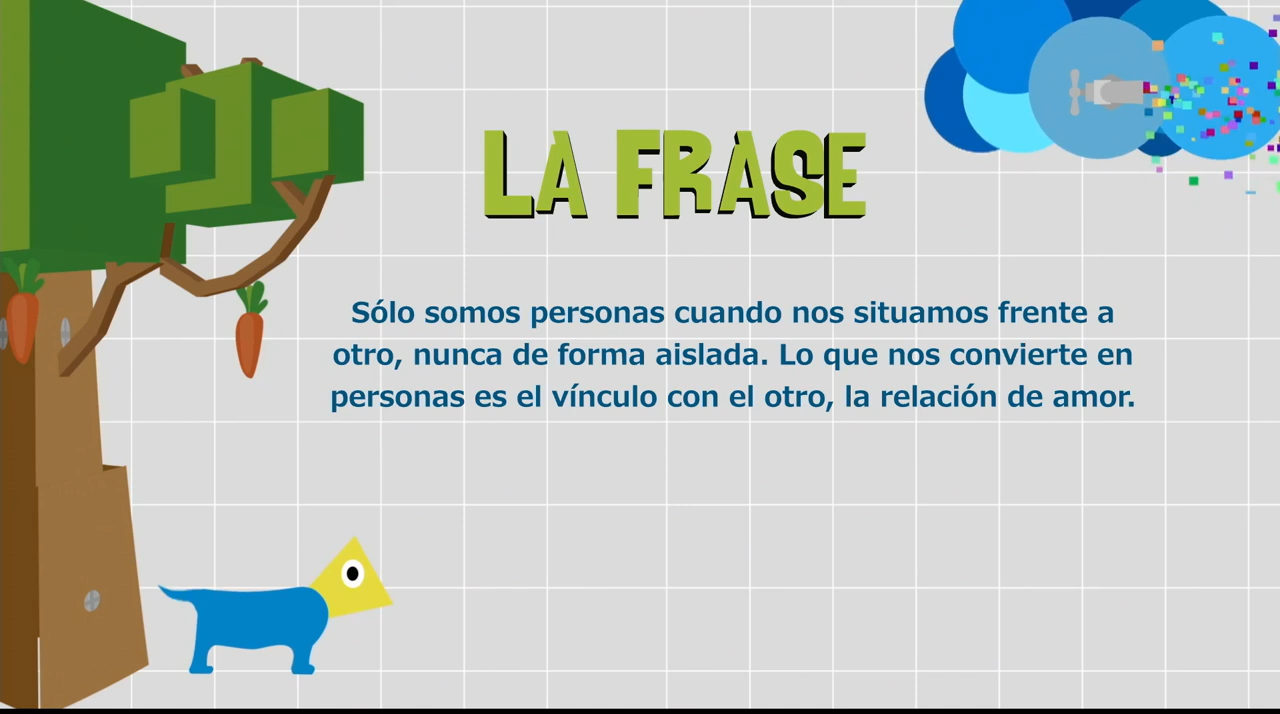 LA FRASE
Sólo somos personas cuando nos situamos frente a
otro, nunca de forma aislada. Lo que nos convierte en
personas es el vínculo con el otro, la relación de amor.